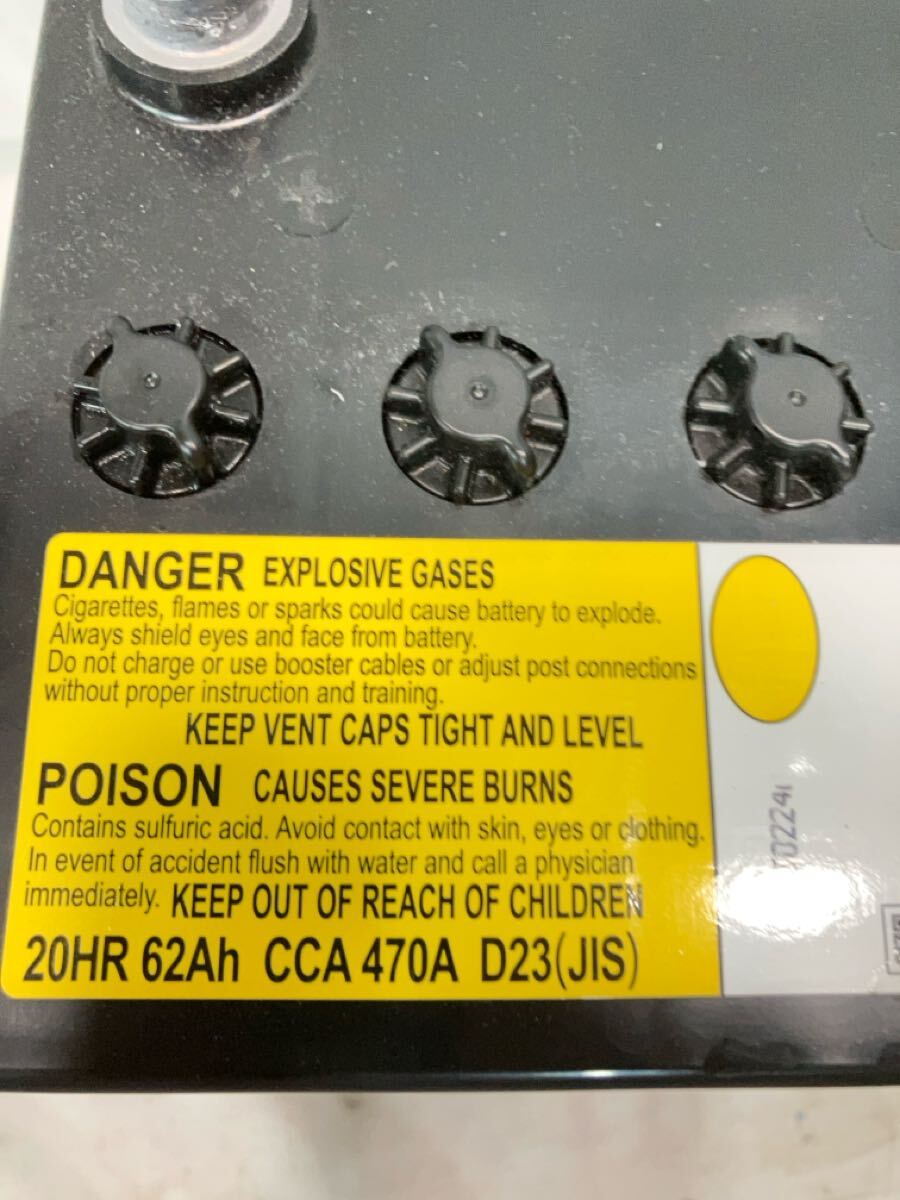 +
DANGER EXPLOSIVE GASES
Cigarettes, flames or sparks could cause battery to explode.
Always shield eyes and face from battery.
Do not charge or use booster cables or adjust post connections
without proper instruction and training.
KEEP VENT CAPS TIGHT AND LEVEL
POISON CAUSES SEVERE BURNS
Contains sulfuric acid. Avoid contact with skin, eyes or clothing.
In event of accident flush with water and call a physician
immediately. KEEP OUT OF REACH OF CHILDREN
20HR 62Ah CCA 470A D23(JIS)